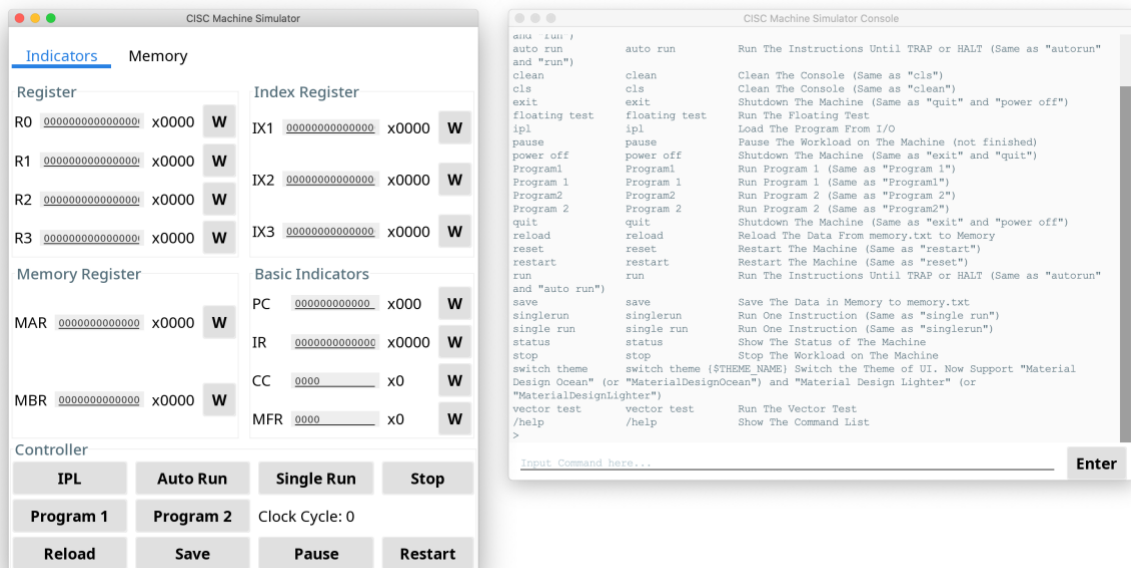 CISC Machine Simulator
Indicators Memory
Register
R0 000000000000000 x0000 W
R1 000000000000000 x0000 W
R2 000000000000000 x0000 W
R3 000000000000000 x0000 W
Index Register
IX1 00000000000000 x0000 W
IX2 00000000000000 x0000 W
IX3 00000000000000 x0000 W
Memory Register
MAR 0000000000000 x0000 W
MBR 0000000000000 x0000 W
Basic Indicators
PC 000000000000 x000 W
IR 0000000000000 x0000 W
CC 0000 x0 W
MFR 0000 x0 W
Controller
IPL Auto Run Single Run Stop
Program 1 Program 2 Clock Cycle: 0
Reload Save Pause Restart
CISC Machine Simulator Console
and "run")
auto run auto run Run The Instructions Until TRAP or HALT (Same as "autorun"
and "run")
clean clean Clean The Console (Same as "cls")
cls cls Clean The Console (Same as "clean")
exit exit Shutdown The Machine (Same as "quit" and "power off")
floating test floating test Run The Floating Test
ipl ipl Load The Program From I/O
pause pause Pause The Workload on The Machine (not finished)
power off power off Shutdown The Machine (Same as "exit" and "quit")
Program1 Program1 Run Program 1 (Same as "Program 1")
Program 1 Program 1 Run Program 1 (Same as "Program1")
Program2 Program2 Run Program 2 (Same as "Program 2")
Program 2 Program 2 Run Program 2 (Same as "Program2")
quit quit Shutdown The Machine (Same as "exit" and "power off")
reload reload Reload The Data From memory.txt to Memory
reset reset Restart The Machine (Same as "restart")
restart restart Restart The Machine (Same as "reset")
run run Run The Instructions Until TRAP or HALT (Same as "autorun"
and "auto run")
save save Save The Data in Memory to memory.txt
singlerun singlerun Run One Instruction (Same as "single run")
single run single run Run One Instruction (Same as "singlerun")
status status Show The Status of The Machine
stop stop Stop The Workload on The Machine
switch theme switch theme {$THEME_NAME} Switch the Theme of UI. Now Support "Material
Design Ocean" (or "MaterialDesignOcean") and "Material Design Lighter" (or
"MaterialDesignLighter")
vector test vector test Run The Vector Test
/help /help Show The Command List
>
Input Command here...
Enter